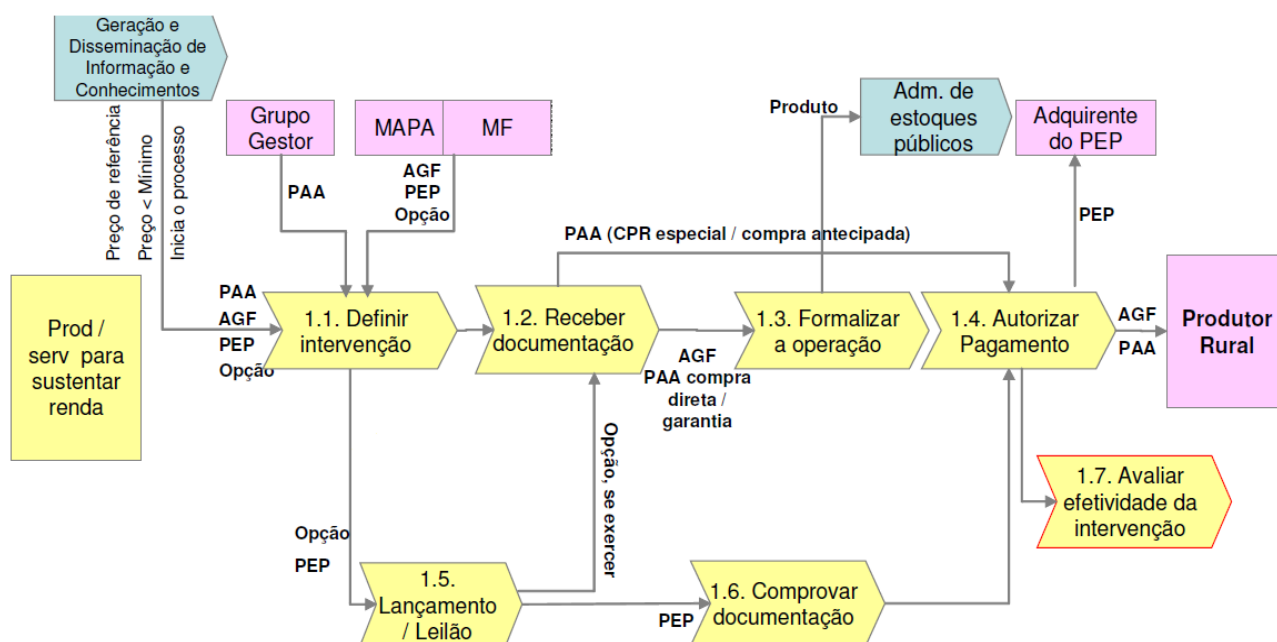 Geração e
Disseminação de
Informação e
Conhecimentos
Preço de referência
Preço < Mínimo
Inicia o processo
Grupo
Gestor
MAPA
MF
PAA
AGF
PEP
Opção
Produto
Adm. de
estoques
públicos
Adquirente
do PEP
PEP
PAA (CPR especial / compra antecipada)
Prod /
serv para
sustentar
renda
PAA
AGF
PEP
Opção
1.1. Definir
intervenção
1.2. Receber
documentação
AGF
PAA compra
direta /
garantia
1.3. Formalizar
a operação
1.4. Autorizar
Pagamento
AGF
PAA
Produtor
Rural
Opção, se exercer
1.7. Avaliar
efetividade da
intervenção
Opção
PEP
1.5.
Lançamento
/ Leilão
PEP
1.6. Comprovar
documentação